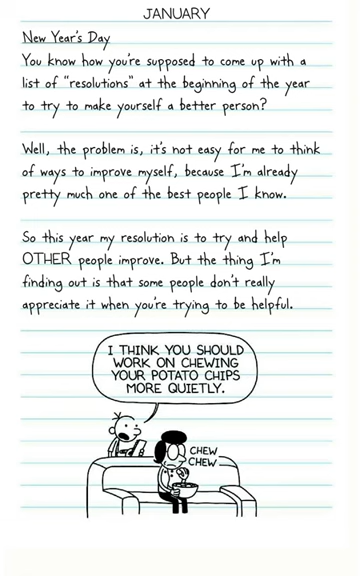 JANUARY
New Year's Day
You know how you're supposed to come up with a
list of "resolutions" at the beginning of the year
to try to make yourself a better person?
Well, the problem is, it's not easy for me to think
of ways to improve myself, because I'm already
pretty much one of the best people I know.
So this year my resolution is to try and help
OTHER people improve. But the thing I'm
finding out is that some people don't really
appreciate it when you're trying to be helpful.
I THINK YOU SHOULD
WORK ON CHEWING
YOUR POTATO CHIPS
MORE QUIETLY.
CHEW
CHEW